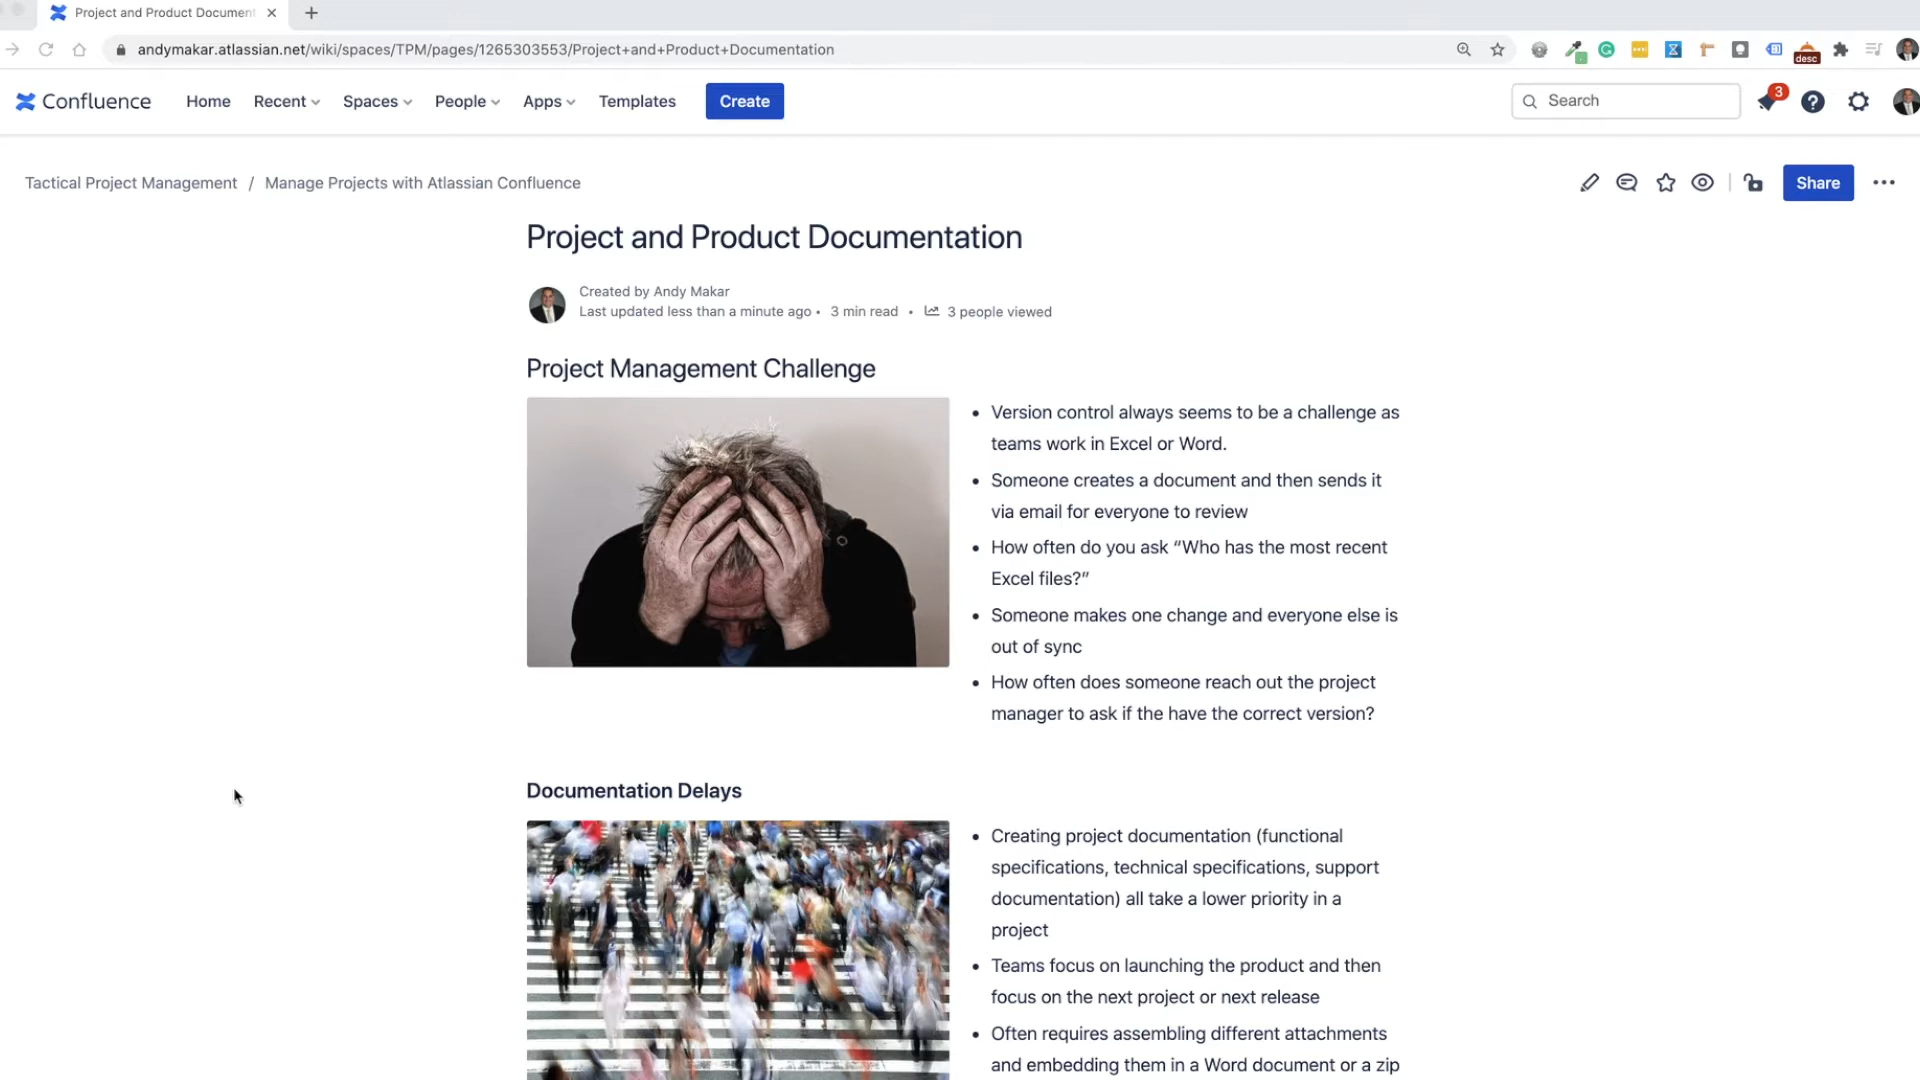 Project and Product Document
andymakar.atlassian.net/wiki/spaces/TPM/pages/1265303553/Project+and+Product+Documentation
desc
Confluence Home Recent Spaces People Apps Templates Create Search 3
Tactical Project Management / Manage Projects with Atlassian Confluence Share
Project and Product Documentation
Created by Andy Makar
Last updated less than a minute ago • 3 min read • 3 people viewed
Project Management Challenge
• Version control always seems to be a challenge as
teams work in Excel or Word.
• Someone creates a document and then sends it
via email for everyone to review
• How often do you ask “Who has the most recent
Excel files?”
• Someone makes one change and everyone else is
out of sync
• How often does someone reach out the project
manager to ask if the have the correct version?
Documentation Delays
• Creating project documentation (functional
specifications, technical specifications, support
documentation) all take a lower priority in a
project
• Teams focus on launching the product and then
focus on the next project or next release
• Often requires assembling different attachments
and embedding them in a Word document or a zip